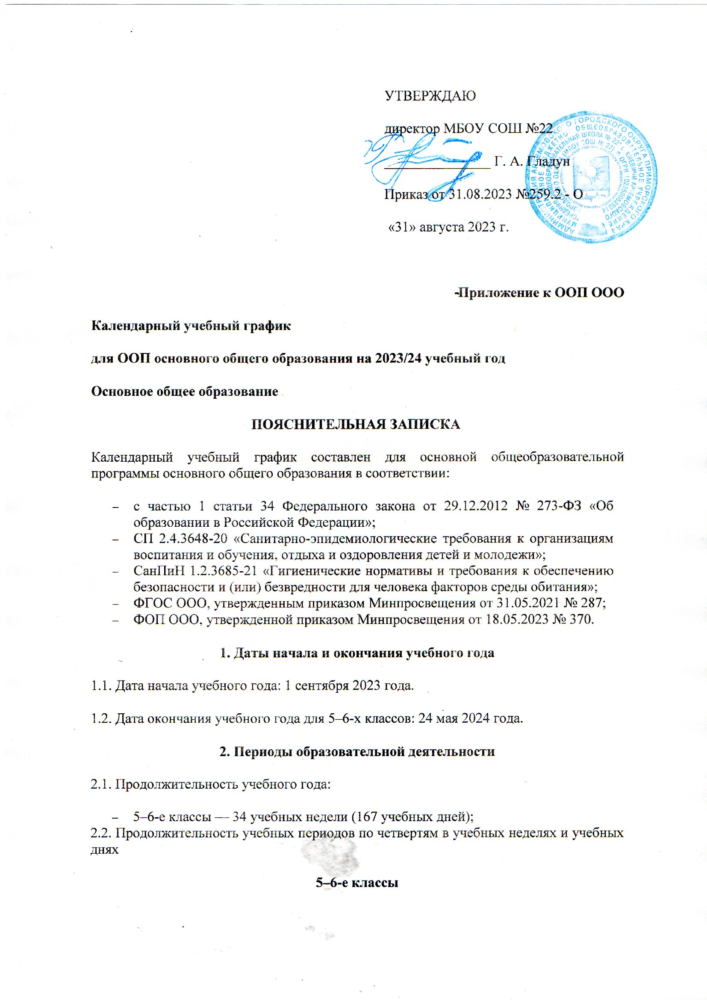 УТВЕРЖДАЮ
директор МБОУ СОШ №22
Г. А. Гладун
Приказ от 31.08.2023 №259.2 - О
«31» августа 2023 г.
-Приложение к ООП ООО
Календарный учебный график
для ООП основного общего образования на 2023/24 учебный год
Основное общее образование
ПОЯСНИТЕЛЬНАЯ ЗАПИСКА
Календарный учебный график составлен для основной общеобразовательной
программы основного общего образования в соответствии:
– с частью 1 статьи 34 Федерального закона от 29.12.2012 № 273-ФЗ «Об
образовании в Российской Федерации»;
– СП 2.4.3648-20 «Санитарно-эпидемиологические требования к организациям
воспитания и обучения, отдыха и оздоровления детей и молодежи»;
– СанПиН 1.2.3685-21 «Гигиенические нормативы и требования к обеспечению
безопасности и (или) безвредности для человека факторов среды обитания»;
– ФГОС ООО, утвержденным приказом Минпросвещения от 31.05.2021 № 287;
– ФОП ООО, утвержденной приказом Минпросвещения от 18.05.2023 № 370.
1. Даты начала и окончания учебного года
1.1. Дата начала учебного года: 1 сентября 2023 года.
1.2. Дата окончания учебного года для 5–6-х классов: 24 мая 2024 года.
2. Периоды образовательной деятельности
2.1. Продолжительность учебного года:
– 5–6-е классы — 34 учебных недели (167 учебных дней);
2.2. Продолжительность учебных периодов по четвертям в учебных неделях и учебных
днях
5–6-е классы